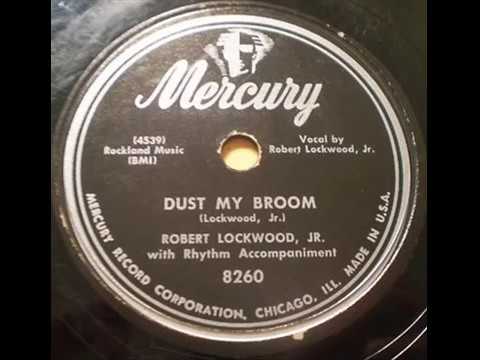 Mercury
(4539)
Rockland Music
(BMI)
Vocal by
Robert Lockwood, Jr.
DUST MY BROOM
(Lockwood, Jr.)
ROBERT LOCKWOOD, JR.
with Rhythm Accompaniment
8260
MERCURY RECORD CORPORATION, CHICAGO, ILL. MADE IN U.S.A.